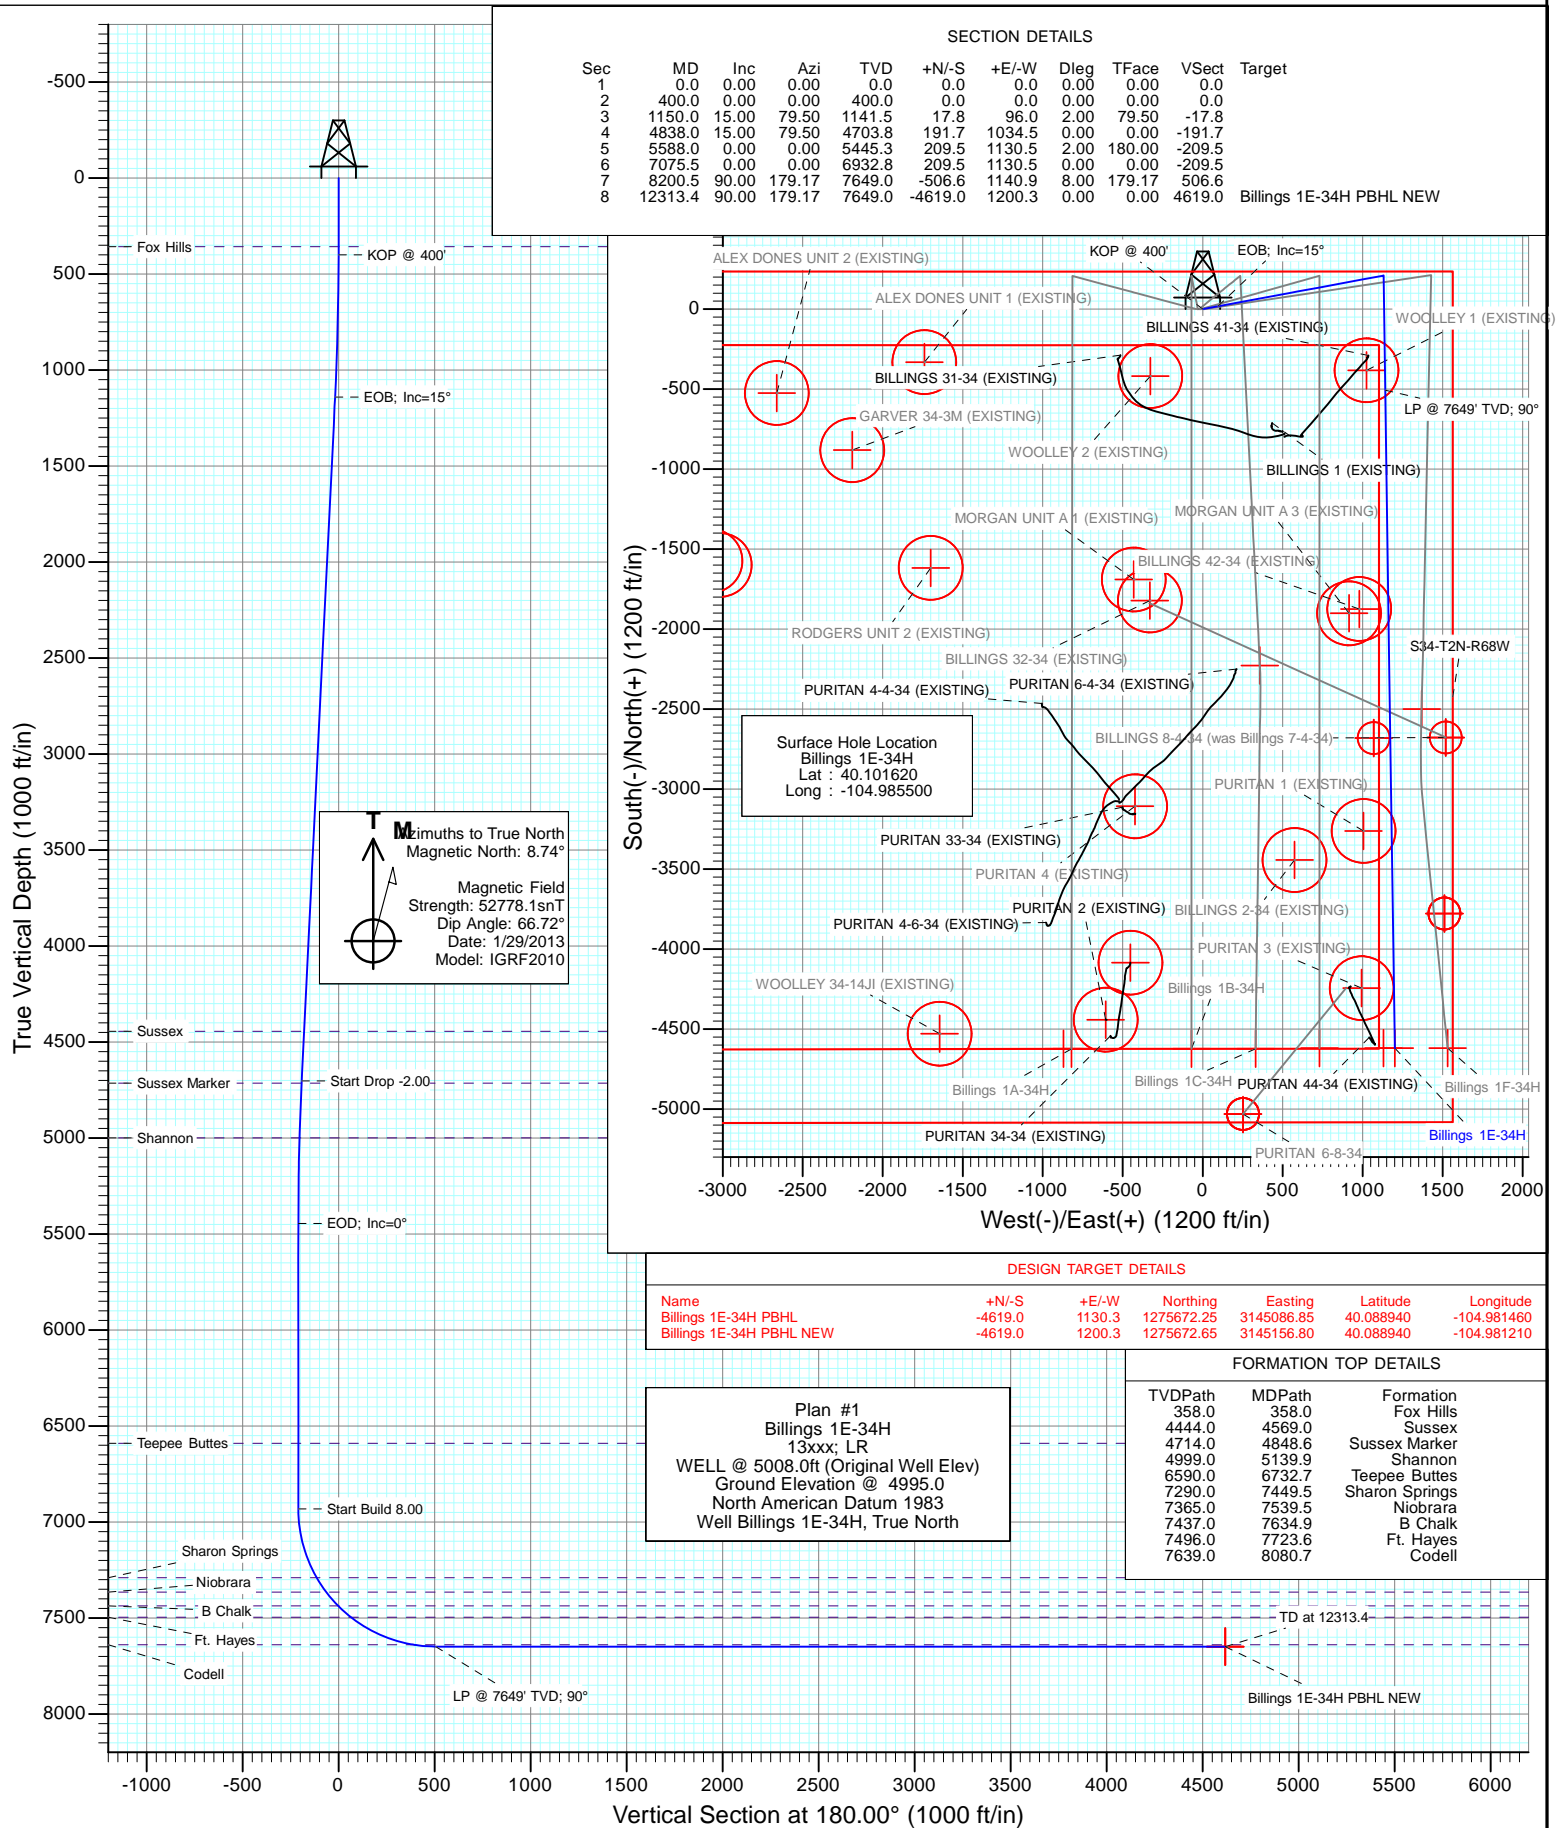 SECTION DETAILS
Sec MD Inc Azi TVD +N/-S +E/-W Dleg TFace VSect Target
1 0.0 0.00 0.00 0.0 0.0 0.0 0.00 0.00 0.0
2 400.0 0.00 0.00 400.0 0.0 0.0 0.00 0.00 0.0
3 1150.0 15.00 79.50 1141.5 17.8 96.0 2.00 79.50 -17.8
4 4838.0 15.00 79.50 4703.8 191.7 1034.5 0.00 0.00 -191.7
5 5588.0 0.00 0.00 5445.3 209.5 1130.5 2.00 180.00 -209.5
6 7075.5 0.00 0.00 6932.8 209.5 1130.5 0.00 0.00 -209.5
7 8200.5 90.00 179.17 7649.0 -506.6 1140.9 8.00 179.17 506.6
8 12313.4 90.00 179.17 7649.0 -4619.0 1200.3 0.00 0.00 4619.0 Billings 1E-34H PBHL NEW
True Vertical Depth (1000 ft/in)
-500
0
500
1000
1500
2000
2500
3000
3500
4000
4500
5000
5500
6000
6500
7000
7500
8000
Fox Hills
KOP @ 400'
EOB; Inc=15°
Sussex
Start Drop -2.00
Sussex Marker
Shannon
EOD; Inc=0°
Teepee Buttes
Start Build 8.00
Sharon Springs
Niobrara
B Chalk
Ft. Hayes
Codell
LP @ 7649' TVD; 90°
TD at 12313.4
Billings 1E-34H PBHL NEW
-1000 -500 0 500 1000 1500 2000 2500 3000 3500 4000 4500 5000 5500 6000
Vertical Section at 180.00° (1000 ft/in)
T
M
Azimuths to True North
Magnetic North: 8.74°
Magnetic Field
Strength: 52778.1snT
Dip Angle: 66.72°
Date: 1/29/2013
Model: IGRF2010
South(-)/North(+) (1200 ft/in)
0
-500
-1000
-1500
-2000
-2500
-3000
-3500
-4000
-4500
-5000
KOP @ 400'
EOB; Inc=15°
ALEX DONES UNIT 2 (EXISTING)
ALEX DONES UNIT 1 (EXISTING)
WOOLLEY 1 (EXISTING)
BILLINGS 41-34 (EXISTING)
BILLINGS 31-34 (EXISTING)
LP @ 7649' TVD; 90°
GARVER 34-3M (EXISTING)
WOOLLEY 2 (EXISTING)
BILLINGS 1 (EXISTING)
MORGAN UNIT A 1 (EXISTING)
MORGAN UNIT A 3 (EXISTING)
BILLINGS 42-34 (EXISTING)
RODGERS UNIT 2 (EXISTING)
S34-T2N-R68W
BILLINGS 32-34 (EXISTING)
PURITAN 4-4-34 (EXISTING)
PURITAN 6-4-34 (EXISTING)
BILLINGS 8-4-34 (was Billings 7-4-34)
Surface Hole Location
Billings 1E-34H
Lat : 40.101620
Long : -104.985500
PURITAN 1 (EXISTING)
PURITAN 33-34 (EXISTING)
PURITAN 4 (EXISTING)
PURITAN 2 (EXISTING)
BILLINGS 2-34 (EXISTING)
PURITAN 4-6-34 (EXISTING)
PURITAN 3 (EXISTING)
WOOLLEY 34-14JI (EXISTING)
Billings 1B-34H
Billings 1A-34H
Billings 1C-34H
PURITAN 44-34 (EXISTING)
Billings 1F-34H
PURITAN 34-34 (EXISTING)
Billings 1E-34H
PURITAN 6-8-34
-3000 -2500 -2000 -1500 -1000 -500 0 500 1000 1500 2000
West(-)/East(+) (1200 ft/in)
DESIGN TARGET DETAILS
Name +N/-S +E/-W Northing Easting Latitude Longitude
Billings 1E-34H PBHL -4619.0 1130.3 1275672.25 3145086.85 40.088940 -104.981460
Billings 1E-34H PBHL NEW -4619.0 1200.3 1275672.65 3145156.80 40.088940 -104.981210
Plan #1
Billings 1E-34H
13xxx; LR
WELL @ 5008.0ft (Original Well Elev)
Ground Elevation @ 4995.0
North American Datum 1983
Well Billings 1E-34H, True North
FORMATION TOP DETAILS
TVDPath MDPath Formation
358.0 358.0 Fox Hills
4444.0 4569.0 Sussex
4714.0 4848.6 Sussex Marker
4999.0 5139.9 Shannon
6590.0 6732.7 Teepee Buttes
7290.0 7449.5 Sharon Springs
7365.0 7539.5 Niobrara
7437.0 7634.9 B Chalk
7496.0 7723.6 Ft. Hayes
7639.0 8080.7 Codell